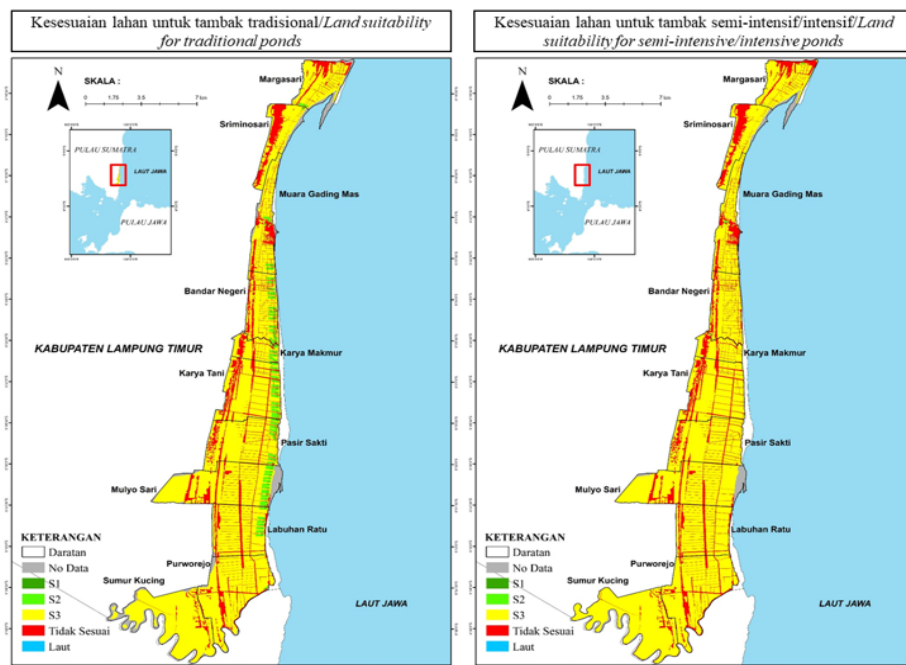 Kesesuaian lahan untuk tambak tradisional/Land suitability
for traditional ponds
N
SKALA :
0 1.75 3.5 7 km
PULAU SUMATRA
LAUT JAWA
PULAU JAWA
Margasari
Sriminosari
Muara Gading Mas
Bandar Negeri
KABUPATEN LAMPUNG TIMUR
Karya Makmur
Karya Tani
Pasir Sakti
Mulyo Sari
Labuhan Ratu
Purworejo
Sumur Kucing
LAUT JAWA
KETERANGAN
Daratan
No Data
S1
S2
S3
Tidak Sesuai
Laut
Kesesuaian lahan untuk tambak semi-intensif/intensif/Land
suitability for semi-intensive/intensive ponds
N
SKALA :
0 1.75 3.5 7 km
PULAU SUMATRA
LAUT JAWA
PULAU JAWA
Margasari
Sriminosari
Muara Gading Mas
Bandar Negeri
KABUPATEN LAMPUNG TIMUR
Karya Makmur
Karya Tani
Pasir Sakti
Mulyo Sari
Labuhan Ratu
Purworejo
Sumur Kucing
LAUT JAWA
KETERANGAN
Daratan
No Data
S1
S2
S3
Tidak Sesuai
Laut